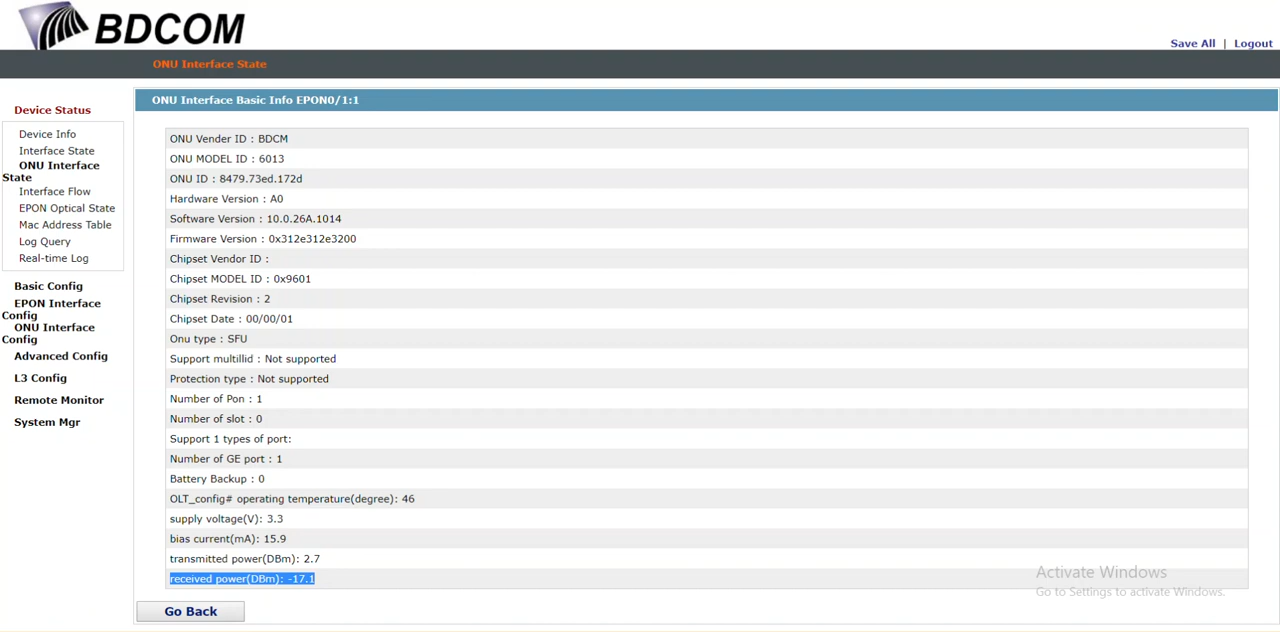 BDCOM
Save All | Logout
ONU Interface State
Device Status
Device Info
Interface State
ONU Interface
State
Interface Flow
EPON Optical State
Mac Address Table
Log Query
Real-time Log
Basic Config
EPON Interface
Config
ONU Interface
Config
Advanced Config
L3 Config
Remote Monitor
System Mgr
ONU Interface Basic Info EPON0/1:1
ONU Vender ID : BDCM
ONU MODEL ID : 6013
ONU ID : 8479.73ed.172d
Hardware Version : A0
Software Version : 10.0.26A.1014
Firmware Version : 0x312e312e3200
Chipset Vendor ID :
Chipset MODEL ID : 0x9601
Chipset Revision : 2
Chipset Date : 00/00/01
Onu type : SFU
Support multillid : Not supported
Protection type : Not supported
Number of Pon : 1
Number of slot : 0
Support 1 types of port:
Number of GE port : 1
Battery Backup : 0
OLT_config# operating temperature(degree): 46
supply voltage(V): 3.3
bias current(mA): 15.9
transmitted power(DBm): 2.7
received power(DBm): -17.1
Go Back
Activate Windows
Go to Settings to activate Windows.